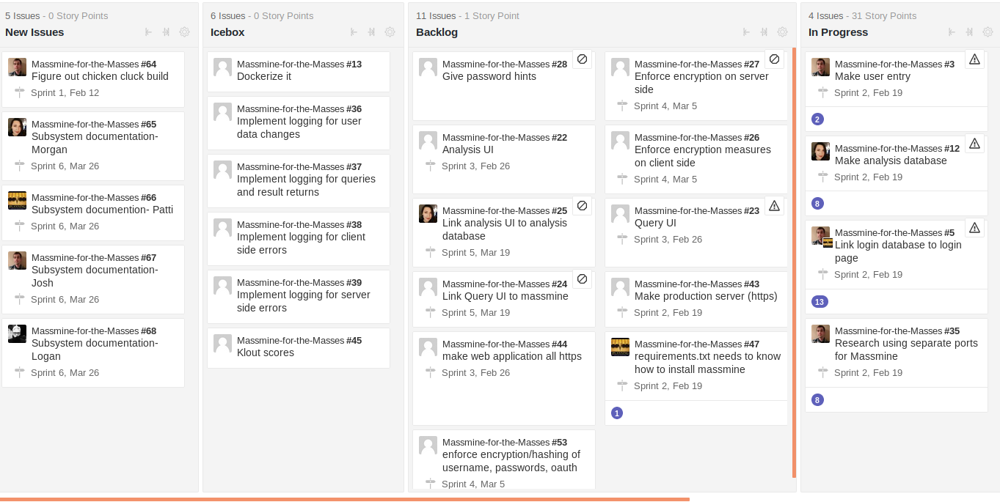 5 Issues - 0 Story Points
New Issues
Massmine-for-the-Masses #64
Figure out chicken cluck build
Sprint 1, Feb 12
Massmine-for-the-Masses #65
Subsystem documentation-
Morgan
Sprint 6, Mar 26
Massmine-for-the-Masses #66
Subsystem documention- Patti
Sprint 6, Mar 26
Massmine-for-the-Masses #67
Subsystem documentation-
Josh
Sprint 6, Mar 26
Massmine-for-the-Masses #68
Subsystem documentation-
Logan
Sprint 6, Mar 26
6 Issues - 0 Story Points
Icebox
Massmine-for-the-Masses #13
Dockerize it
Massmine-for-the-Masses #36
Implement logging for user
data changes
Massmine-for-the-Masses #37
Implement logging for queries
and result returns
Massmine-for-the-Masses #38
Implement logging for client
side errors
Massmine-for-the-Masses #39
Implement logging for server
side errors
Massmine-for-the-Masses #45
Klout scores
11 Issues - 1 Story Point
Backlog
Massmine-for-the-Masses #28
Give password hints
Massmine-for-the-Masses #27
Enforce encryption on server
side
Sprint 4, Mar 5
Massmine-for-the-Masses #22
Analysis UI
Sprint 3, Feb 26
Massmine-for-the-Masses #26
Enforce encryption measures
on client side
Sprint 4, Mar 5
Massmine-for-the-Masses #25
Link analysis UI to analysis
database
Sprint 5, Mar 19
Massmine-for-the-Masses #23
Query UI
Sprint 3, Feb 26
Massmine-for-the-Masses #24
Link Query UI to massmine
Sprint 5, Mar 19
Massmine-for-the-Masses #43
Make production server (https)
Sprint 2, Feb 19
Massmine-for-the-Masses #44
make web application all https
Sprint 3, Feb 26
Massmine-for-the-Masses #47
requirements.txt needs to know
how to install massmine
Sprint 2, Feb 19
1
Massmine-for-the-Masses #53
enforce encryption/hashing of
username, passwords, oauth
Sprint 4, Mar 5
4 Issues - 31 Story Points
In Progress
Massmine-for-the-Masses #3
Make user entry
Sprint 2, Feb 19
2
Massmine-for-the-Masses #12
Make analysis database
Sprint 2, Feb 19
8
Massmine-for-the-Masses #5
Link login database to login
page
Sprint 2, Feb 19
13
Massmine-for-the-Masses #35
Research using separate ports
for Massmine
Sprint 2, Feb 19
8